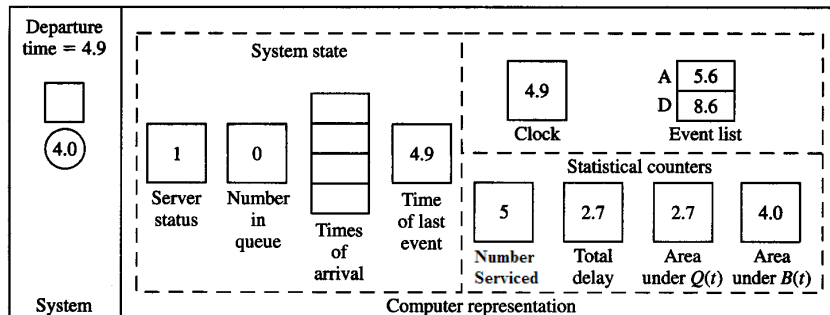 Departure
time = 4.9
4.0
System
System state
1
Server
status
0
Number
in
queue
Times
of
arrival
4.9
Time
of last
event
4.9
Clock
A
5.6
D
8.6
Event list
Statistical counters
5
Number
Serviced
2.7
Total
delay
2.7
Area
under Q(t)
4.0
Area
under B(t)
Computer representation